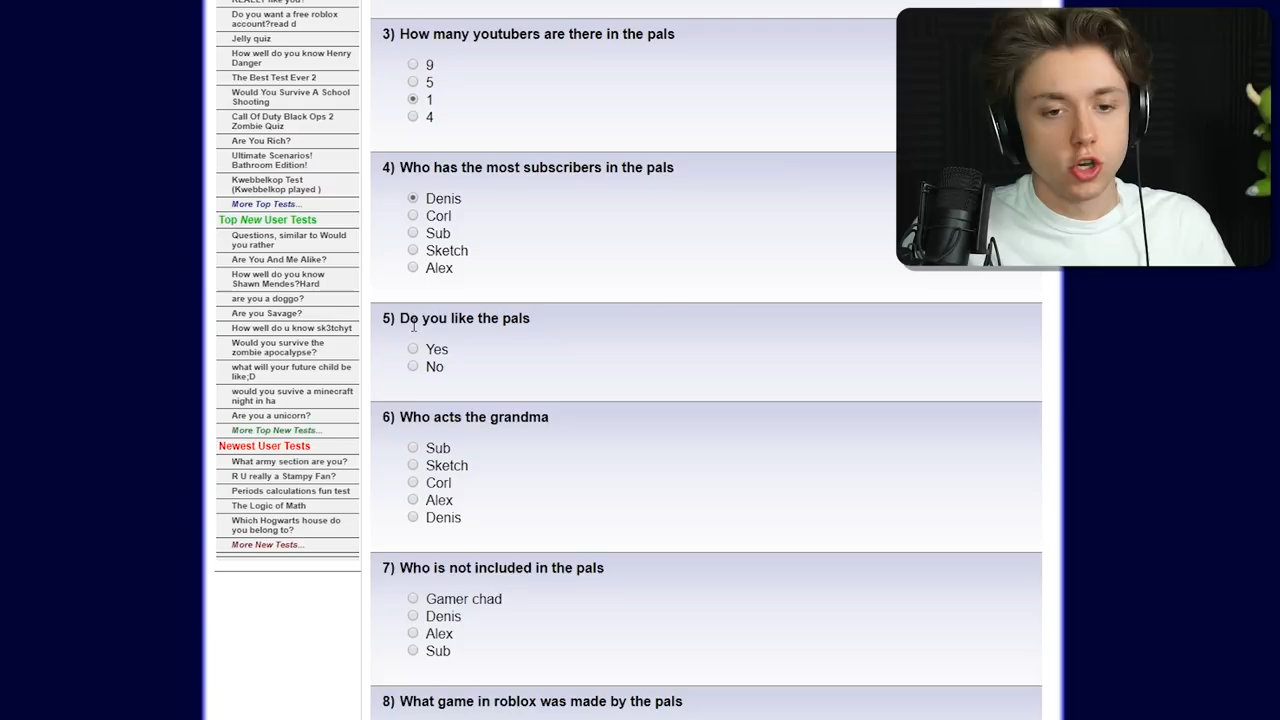 Do you want a free roblox
account?read d
Jelly quiz
How well do you know Henry
Danger
The Best Test Ever 2
Would You Survive A School
Shooting
Call Of Duty Black Ops 2
Zombie Quiz
Are You Rich?
Ultimate Scenarios!
Bathroom Edition!
Kwebbelkop Test
(Kwebbelkop played )
More Top Tests...
Top New User Tests
Questions, similar to Would
you rather
Are You And Me Alike?
How well do you know
Shawn Mendes?Hard
are you a doggo?
Are you Savage?
How well do u know sk3tchyt
Would you survive the
zombie apocalypse?
what will your future child be
like;D
would you suvive a minecraft
night in ha
Are you a unicorn?
More Top New Tests...
Newest User Tests
What army section are you?
R U really a Stampy Fan?
Periods calculations fun test
The Logic of Math
Which Hogwarts house do
you belong to?
More New Tests...
3) How many youtubers are there in the pals
9
5
1
4
4) Who has the most subscribers in the pals
Denis
Corl
Sub
Sketch
Alex
5) Do you like the pals
Yes
No
6) Who acts the grandma
Sub
Sketch
Corl
Alex
Denis
7) Who is not included in the pals
Gamer chad
Denis
Alex
Sub
8) What game in roblox was made by the pals